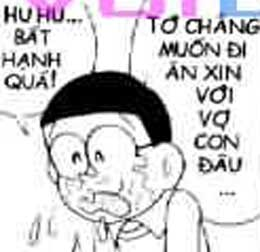 HU HU...
BẤT
HẠNH
QUÁ!
TỚ CHẲNG
MUỐN ĐI
ĂN XIN
VỚI
VỢ
CON
ĐÂU
...